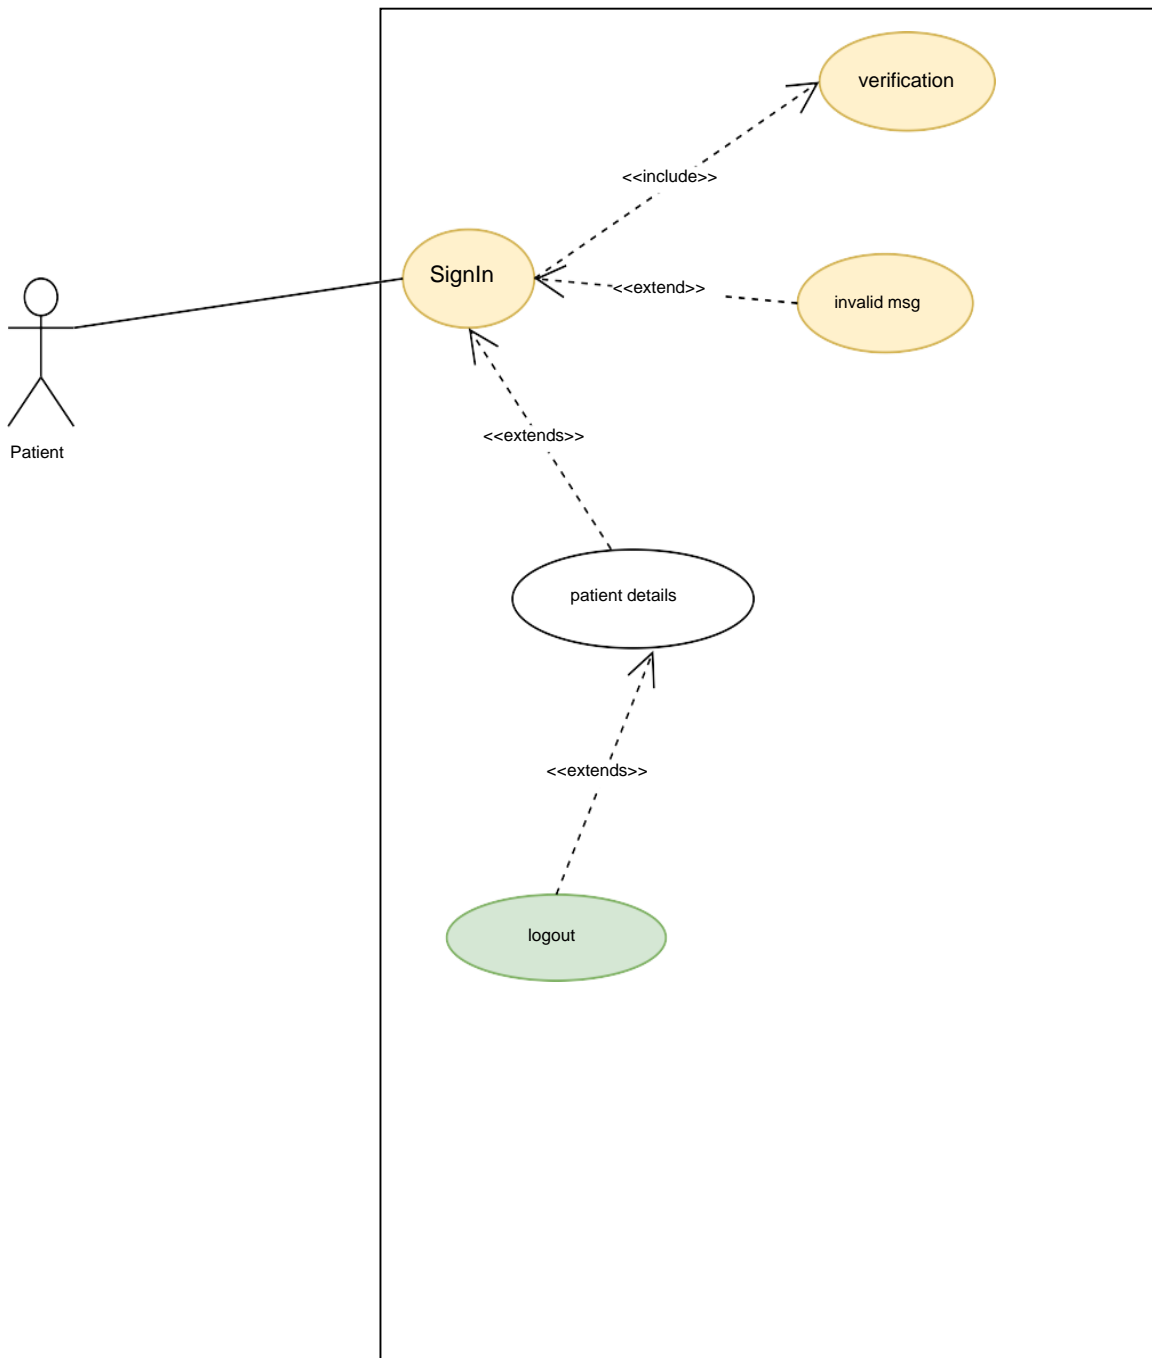 verification
<<include>>
SignIn
<<extend>>
invalid msg
Patient
<<extends>>
patient details
<<extends>>
logout